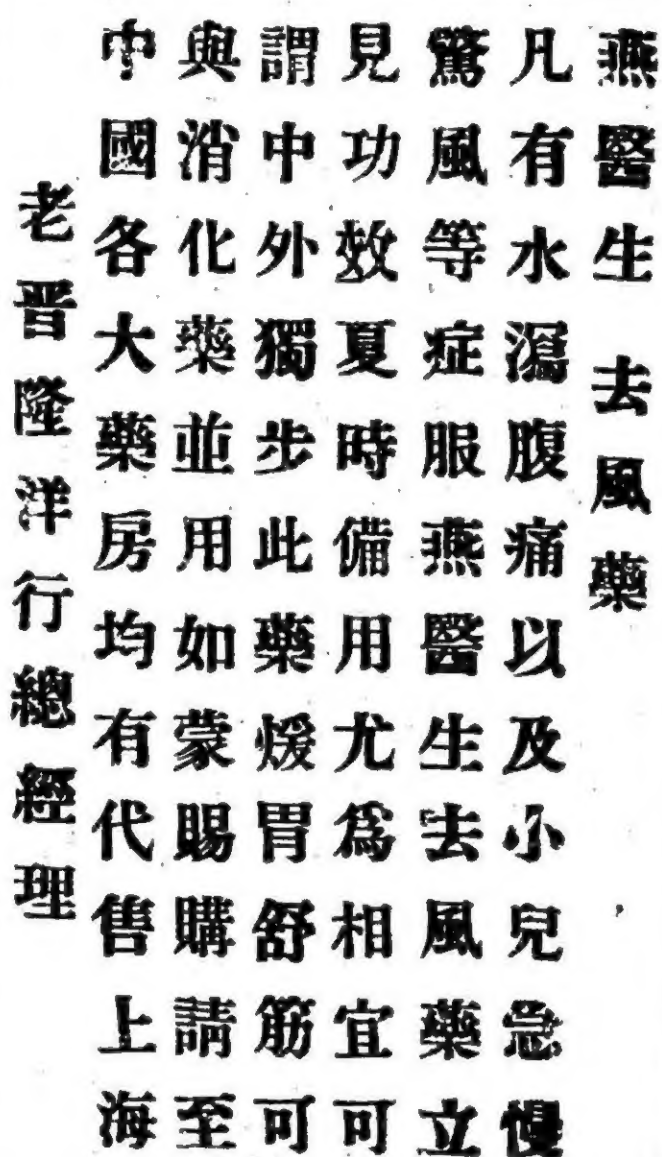 燕醫生 去風藥
凡有水瀉腹痛以及小兒急慢
驚風等症服燕醫生去風藥立
見功效夏時備用尤爲相宜可
謂中外獨步此藥煖胃舒筋可
與消化藥並用如蒙賜購請至
中國各大藥房均有代售上海
老晋隆洋行總經理